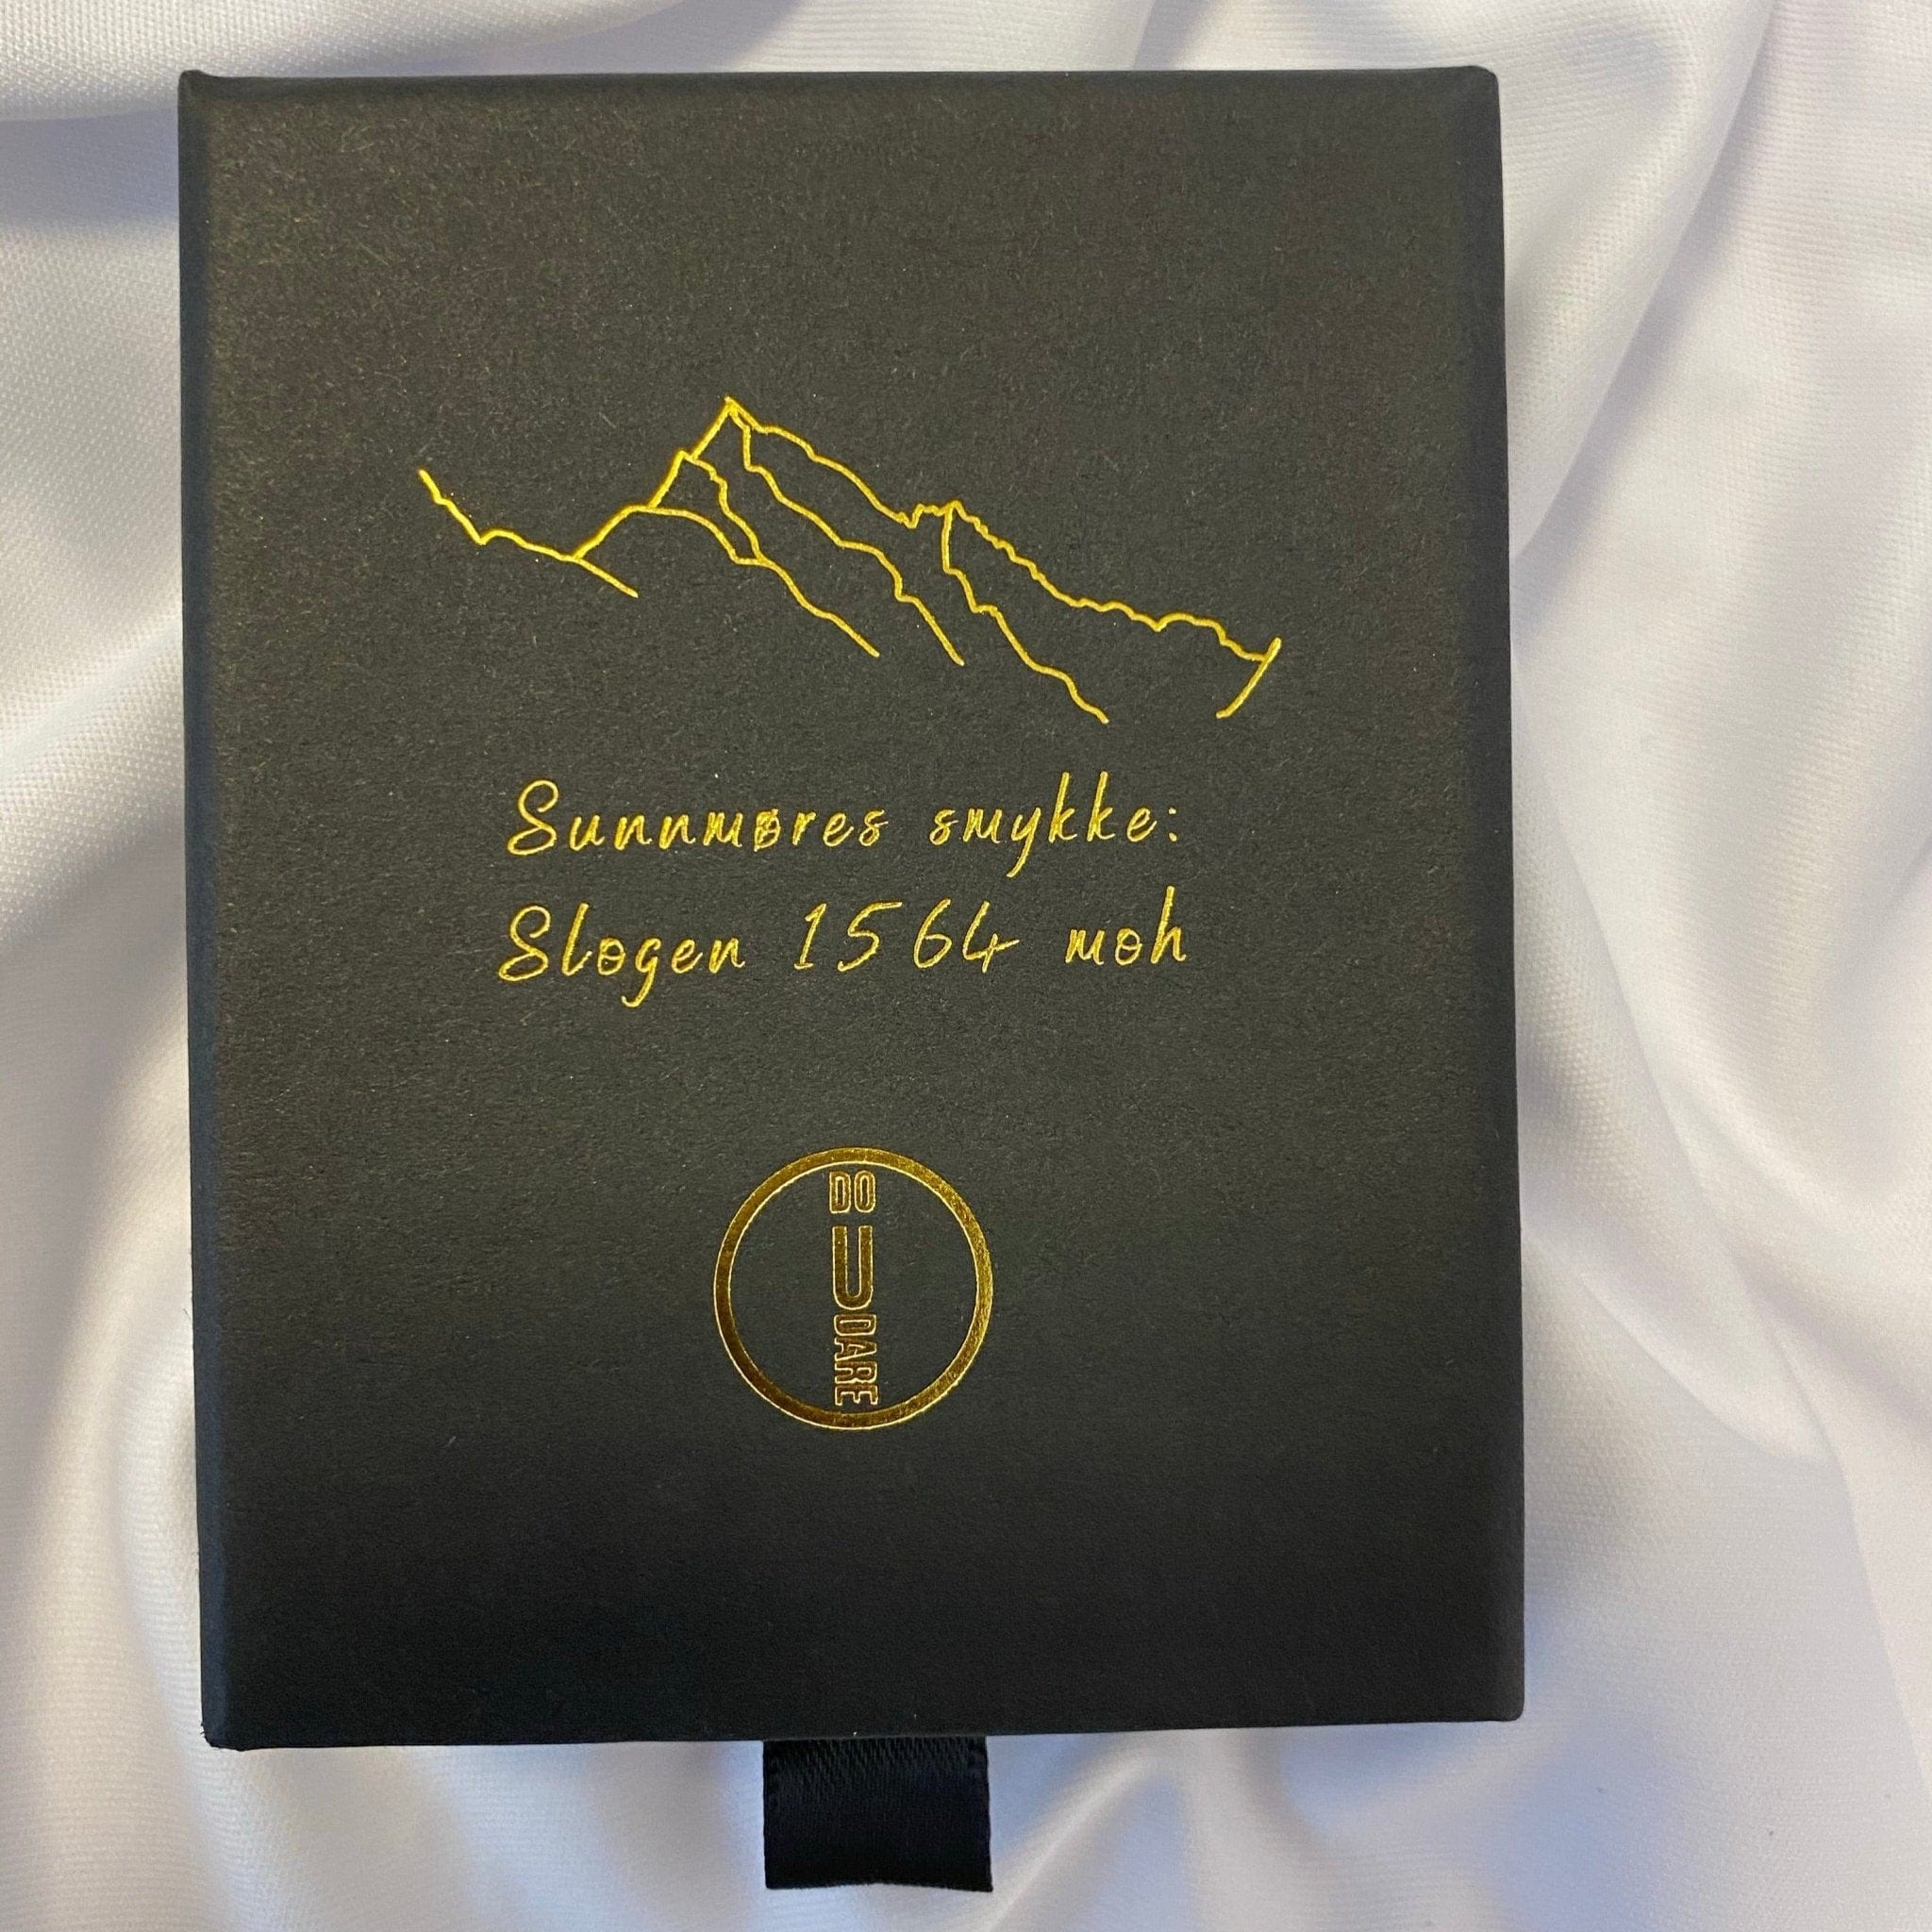 Sunnmøres smykke:
Slogen 1564 moh
DO U DARE